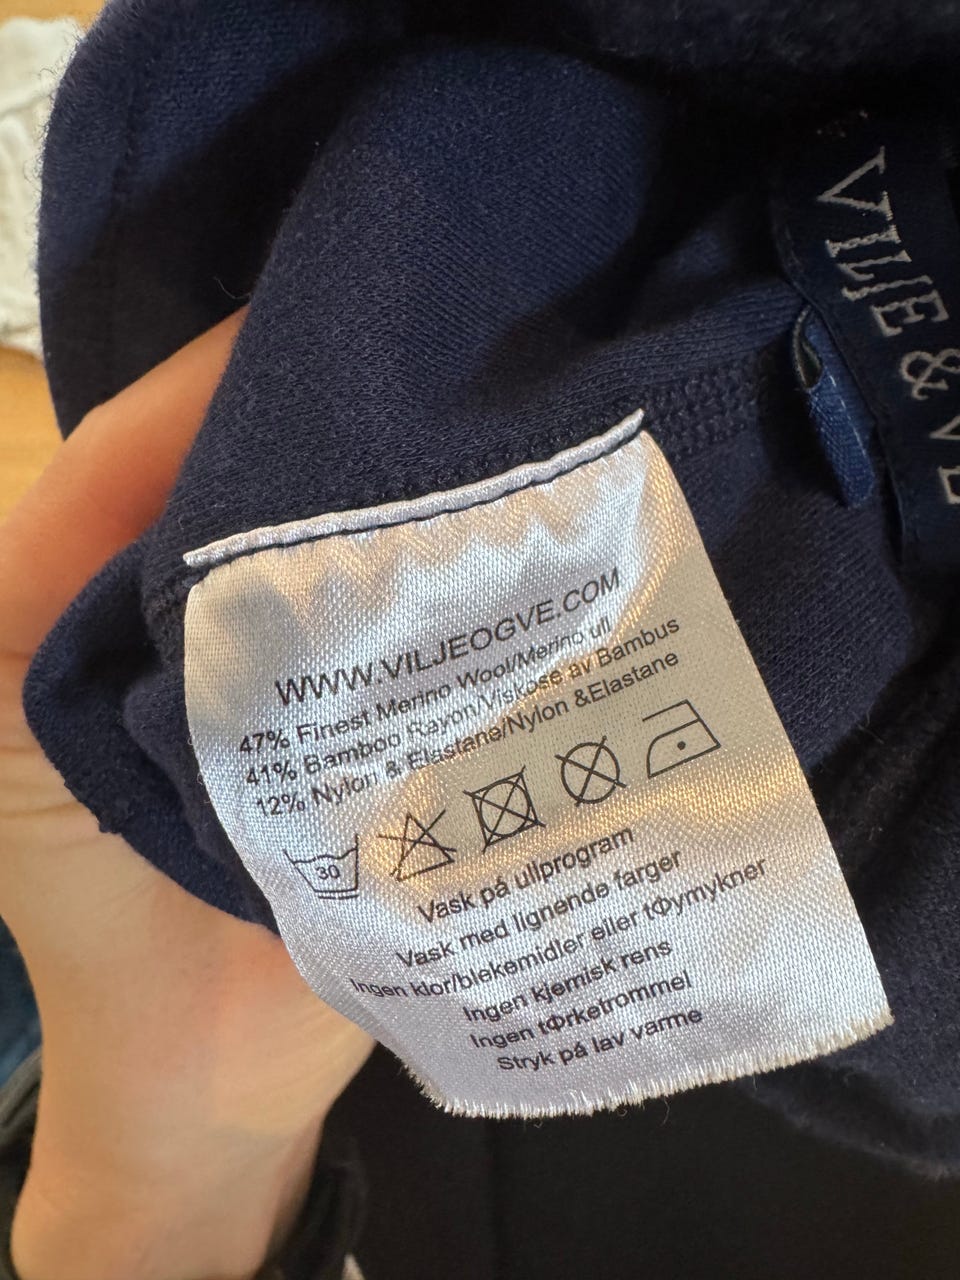 VILJE & VE
WWW.VILJEOGVE.COM
47% Finest Merino Wool/Merino ull
41% Bamboo Rayon/Viskose av Bambus
12% Nylon & Elastane/Nylon &Elastane
30
Vask på ullprogram
Vask med lignende farger
Ingen klor/blekemidler eller tΦymykner
Ingen kjemisk rens
Ingen tΦrketrommel
Stryk på lav varme